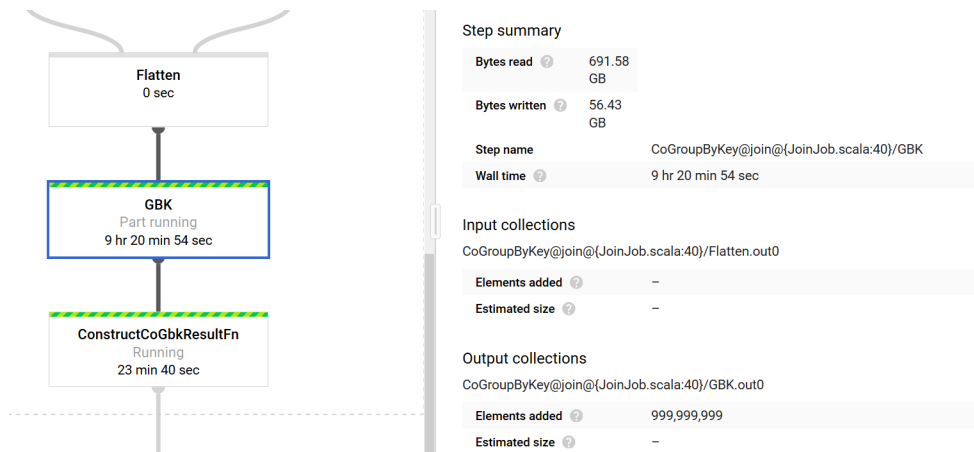 Flatten
0 sec
GBK
Part running
9 hr 20 min 54 sec
ConstructCoGbkResultFn
Running
23 min 40 sec
Step summary
Bytes read ? 691.58
GB
Bytes written ? 56.43
GB
Step name CoGroupByKey@join@{JoinJob.scala:40}/GBK
Wall time ? 9 hr 20 min 54 sec
Input collections
CoGroupByKey@join@{JoinJob.scala:40}/Flatten.out0
Elements added ? –
Estimated size ? –
Output collections
CoGroupByKey@join@{JoinJob.scala:40}/GBK.out0
Elements added ? 999,999,999
Estimated size ? –